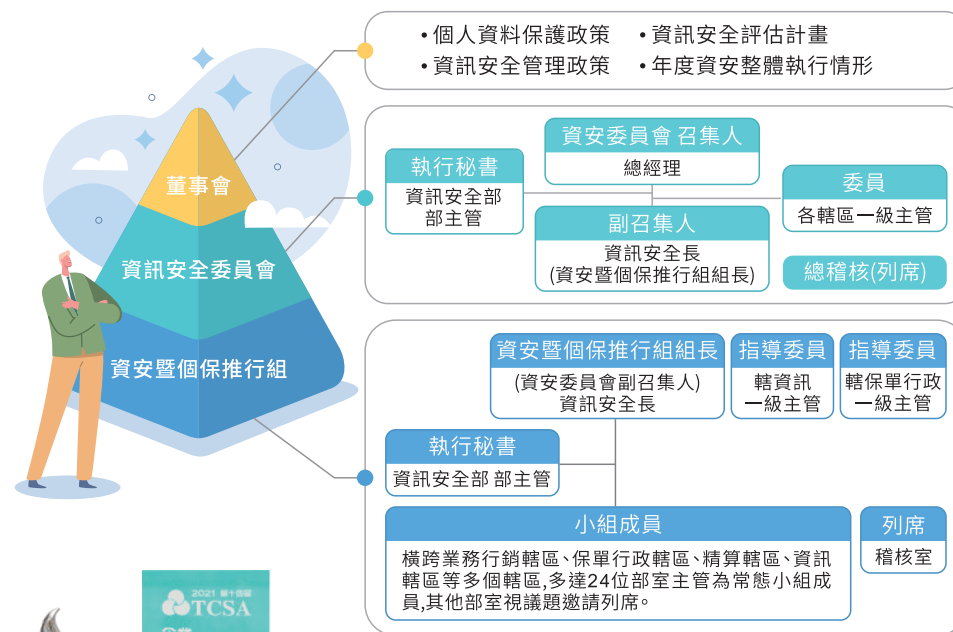 •個人資料保護政策 •資訊安全評估計畫
•資訊安全管理政策 •年度資安整體執行情形
董事會
資訊安全委員會
資安暨個保推行組
資安委員會 召集人
總經理
執行秘書
資訊安全部
部主管
委員
各轄區一級主管
副召集人
資訊安全長
(資安暨個保推行組組長)
總稽核(列席)
資安暨個保推行組組長
(資安委員會副召集人)
資訊安全長
指導委員
轄資訊
一級主管
指導委員
轄保單行政
一級主管
執行秘書
資訊安全部 部主管
小組成員
橫跨業務行銷轄區、保單行政轄區、精算轄區、資訊
轄區等多個轄區,多達24位部室主管為常態小組成
員,其他部室視議題邀請列席。
列席
稽核室
2021 第十四屆
TCSA